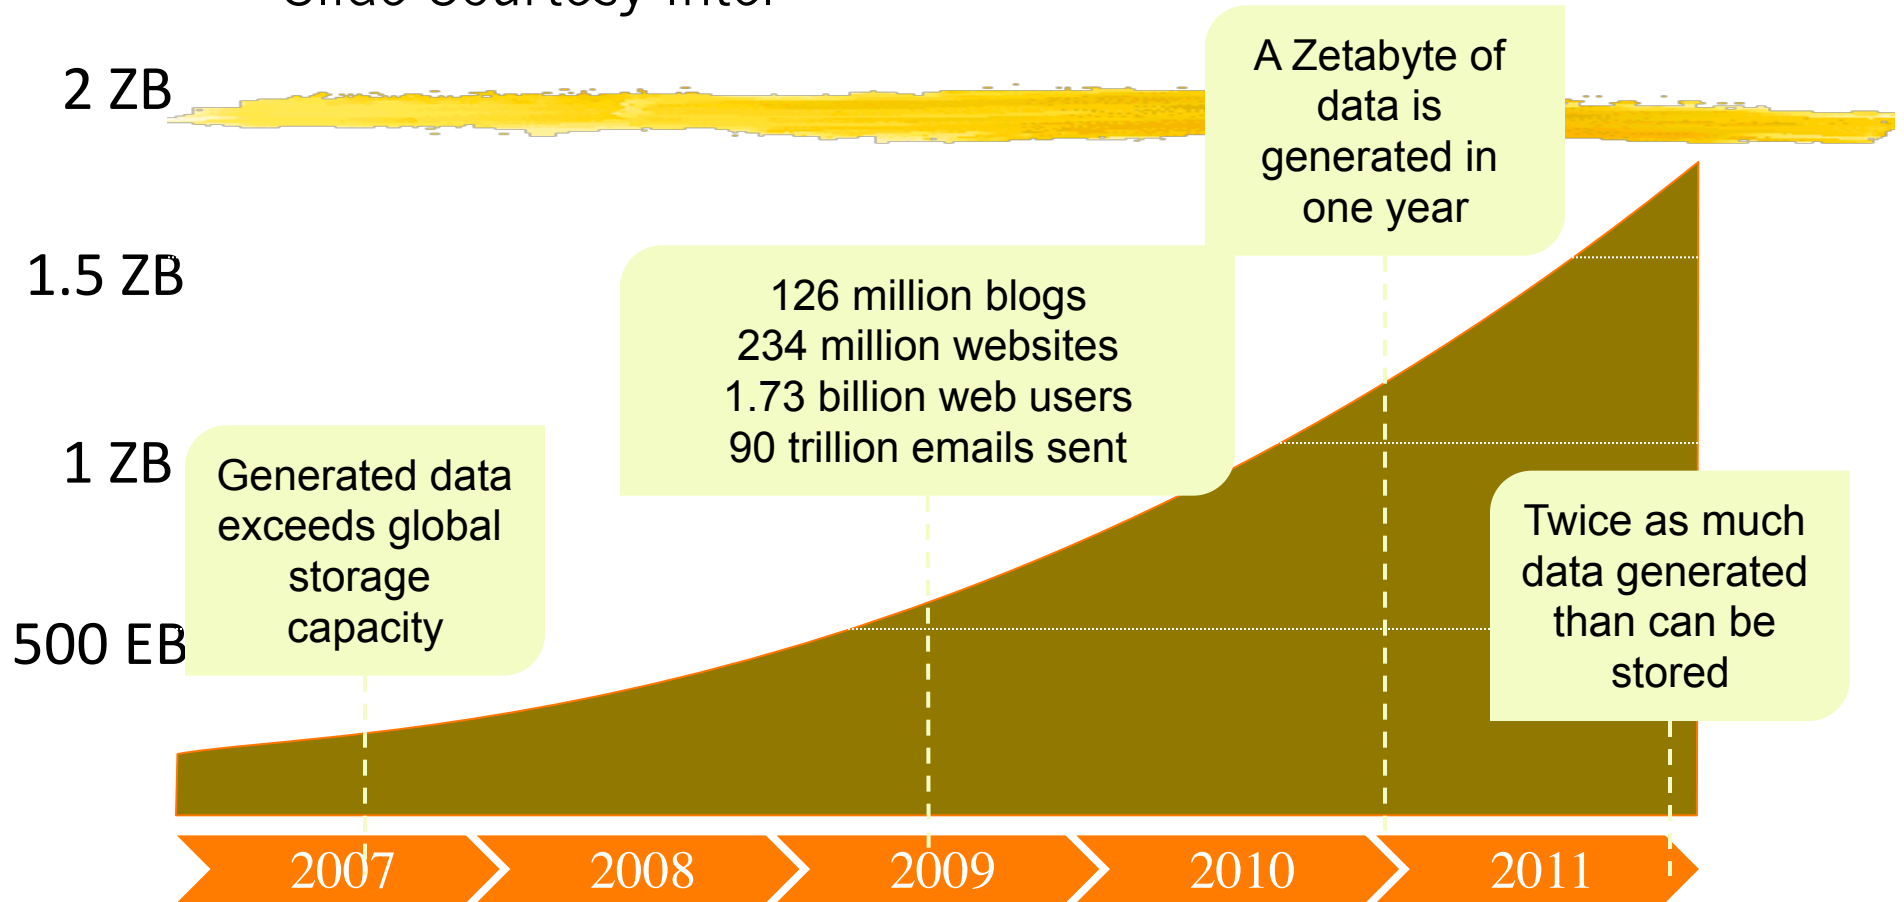 2 ZB
1.5 ZB
1 ZB
500 EB
Generated data
exceeds global
storage
capacity
126 million blogs
234 million websites
1.73 billion web users
90 trillion emails sent
A Zetabyte of
data is
generated in
one year
Twice as much
data generated
than can be
stored
2007
2008
2009
2010
2011